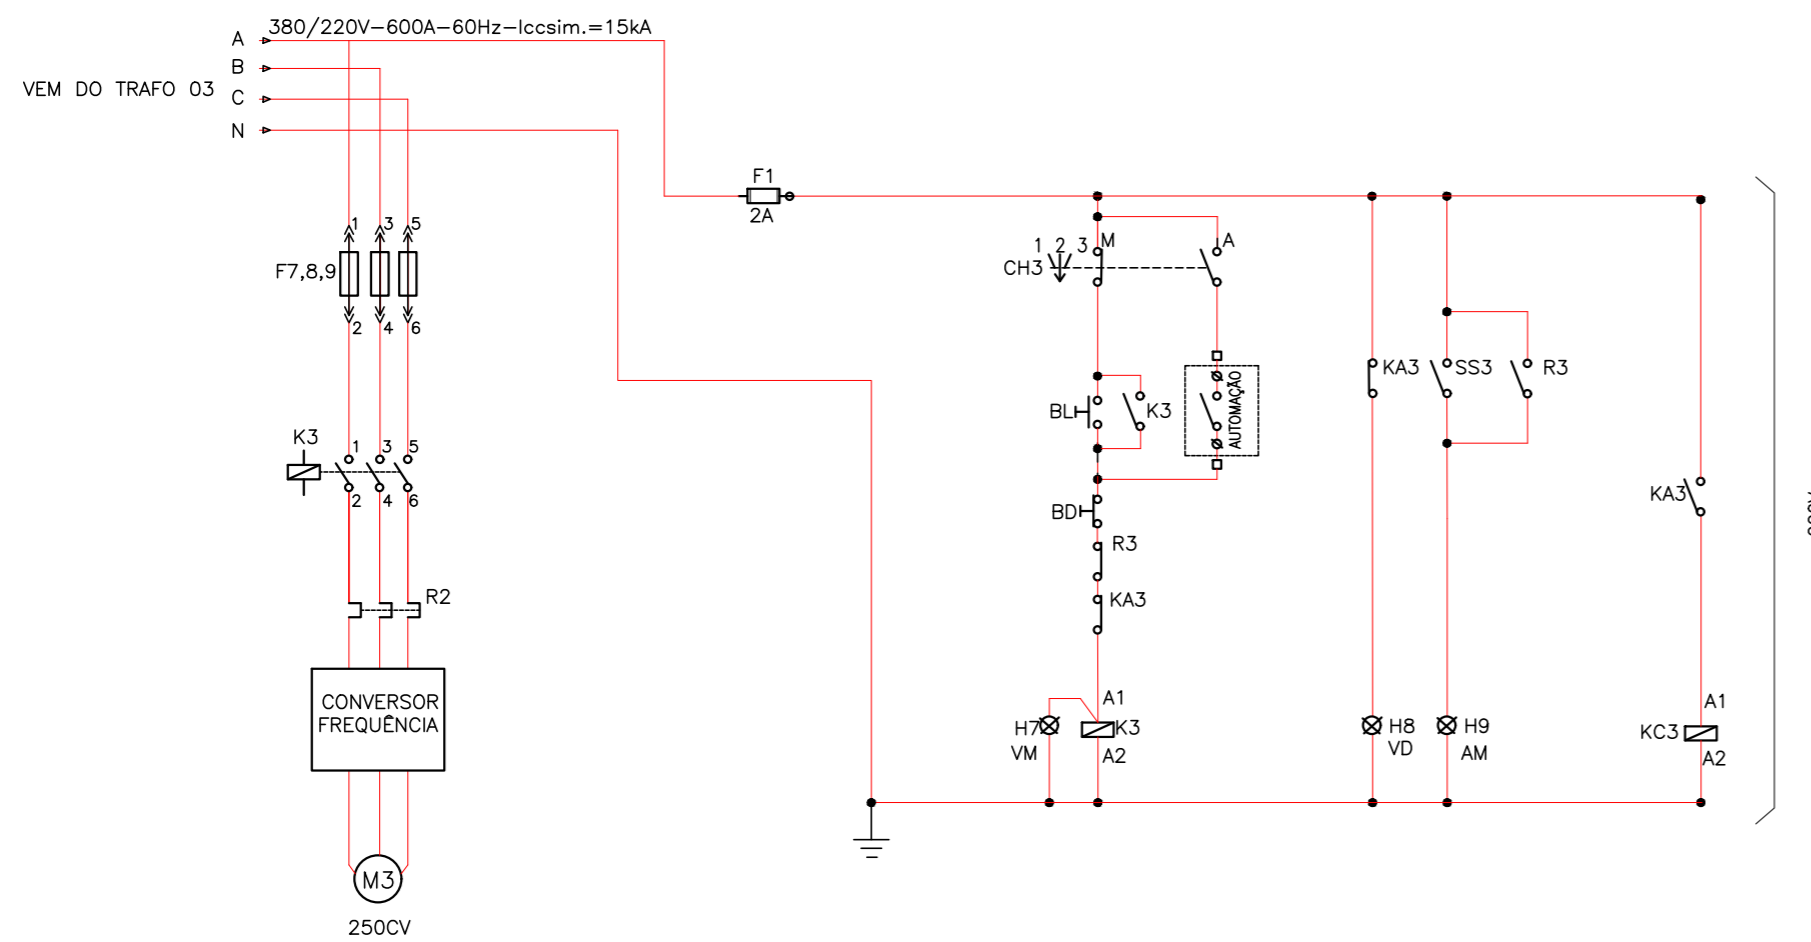 380/220V-600A-60Hz-Iccsim.=15kA
A
B
VEM DO TRAFO 03
C
N
F1
2A
1 3 5
F7,8,9
2 4 6
1 2 3 M
A
CH3
KA3
SS3
R3
BL
K3
AUTOMAÇÃO
K3
1 3 5
2 4 6
KA3
BD
R3
KA3
R2
CONVERSOR
FREQUÊNCIA
A1
H7
K3
VM
A2
H8
VD
H9
AM
A1
KC3
A2
M3
250CV